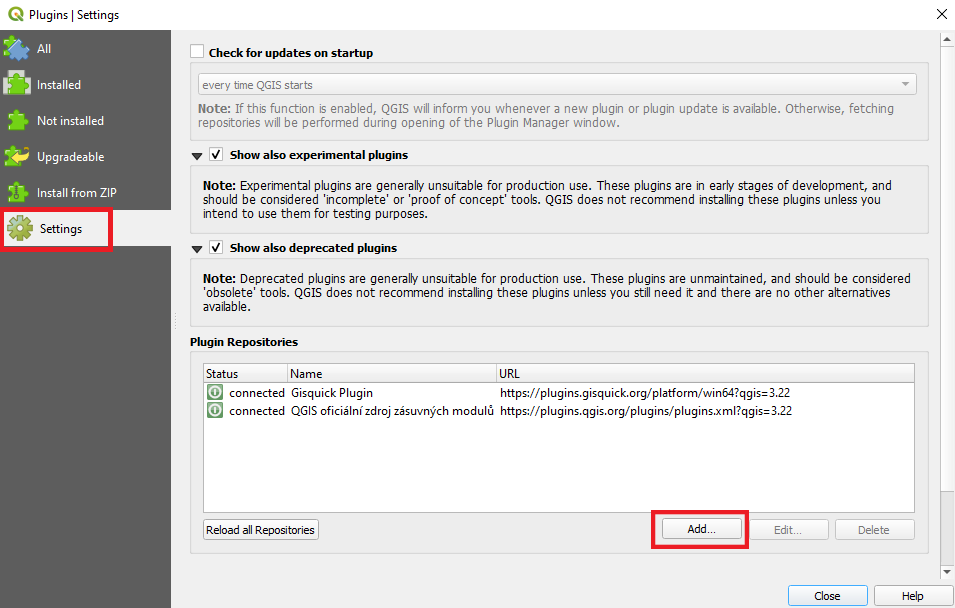 Plugins | Settings
All
Installed
Not installed
Upgradeable
Install from ZIP
Settings
Check for updates on startup
every time QGIS starts
Note: If this function is enabled, QGIS will inform you whenever a new plugin or plugin update is available. Otherwise, fetching
repositories will be performed during opening of the Plugin Manager window.
Show also experimental plugins
Note: Experimental plugins are generally unsuitable for production use. These plugins are in early stages of development, and
should be considered 'incomplete' or 'proof of concept' tools. QGIS does not recommend installing these plugins unless you
intend to use them for testing purposes.
Show also deprecated plugins
Note: Deprecated plugins are generally unsuitable for production use. These plugins are unmaintained, and should be considered
'obsolete' tools. QGIS does not recommend installing these plugins unless you still need it and there are no other alternatives
available.
Plugin Repositories
Status Name URL
connected Gisquick Plugin https://plugins.gisquick.org/platform/win64?qgis=3.22
connected QGIS oficiální zdroj zásuvných modulů https://plugins.qgis.org/plugins/plugins.xml?qgis=3.22
Reload all Repositories Add... Edit... Delete
Close Help